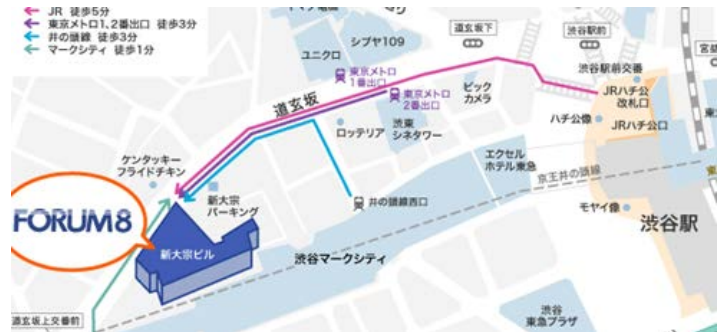 JR 徒歩5分
東京メトロ1、2番出口 徒歩3分
井の頭線 徒歩3分
マークシティ 徒歩1分
道玄坂下
渋谷駅前
シブヤ109
ユニクロ
東京メトロ
1番出口
東京メトロ
2番出口
ビック
カメラ
渋谷駅前交番
JRハチ公
改札口
道玄坂
ロッテリア
渋東
シネタワー
ハチ公像
JRハチ公口
ケンタッキー
フライドチキン
エクセル
ホテル東急
京王井の頭線
新大宗
パーキング
井の頭線西口
モヤイ像
渋谷駅
FORUM8
新大宗ビル
渋谷マークシティ
道玄坂上交番前
渋谷
東急プラザ